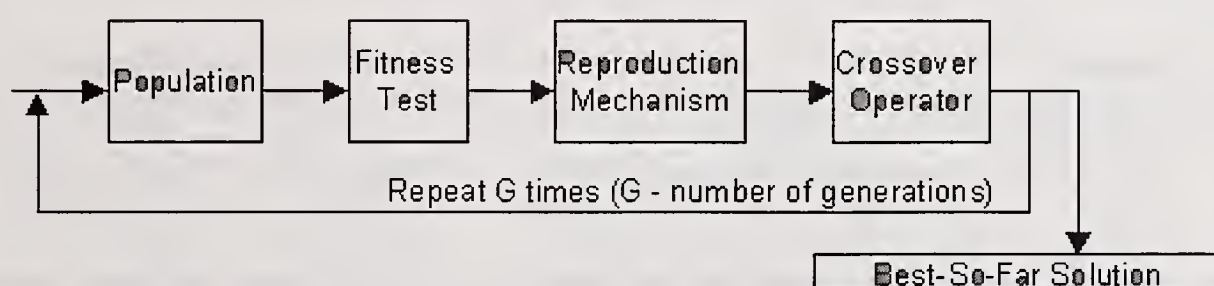 Population
Fitness
Test
Reproduction
Mechanism
Crossover
Operator
Repeat G times (G - number of generations)
Best-So-Far Solution